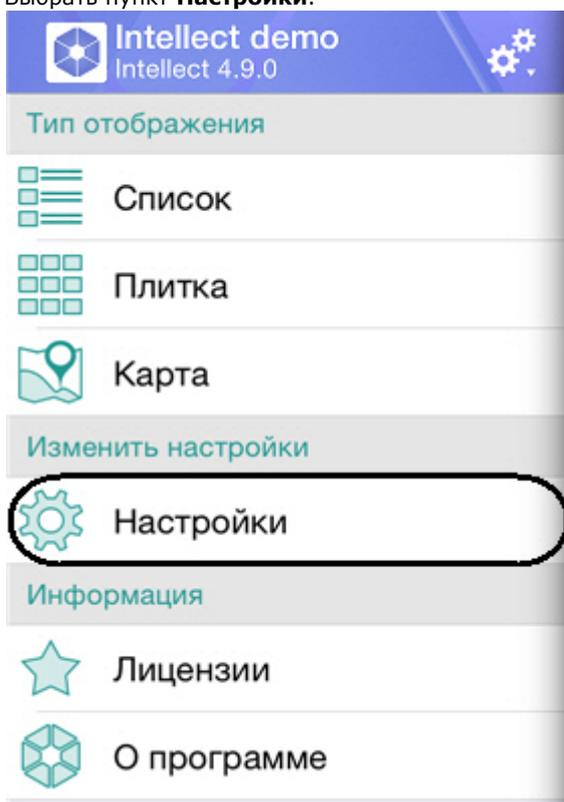 Выбрать пункт Настройки.
Intellect demo
Intellect 4.9.0
Тип отображения
Список
Плитка
Карта
Изменить настройки
Настройки
Информация
Лицензии
О программе